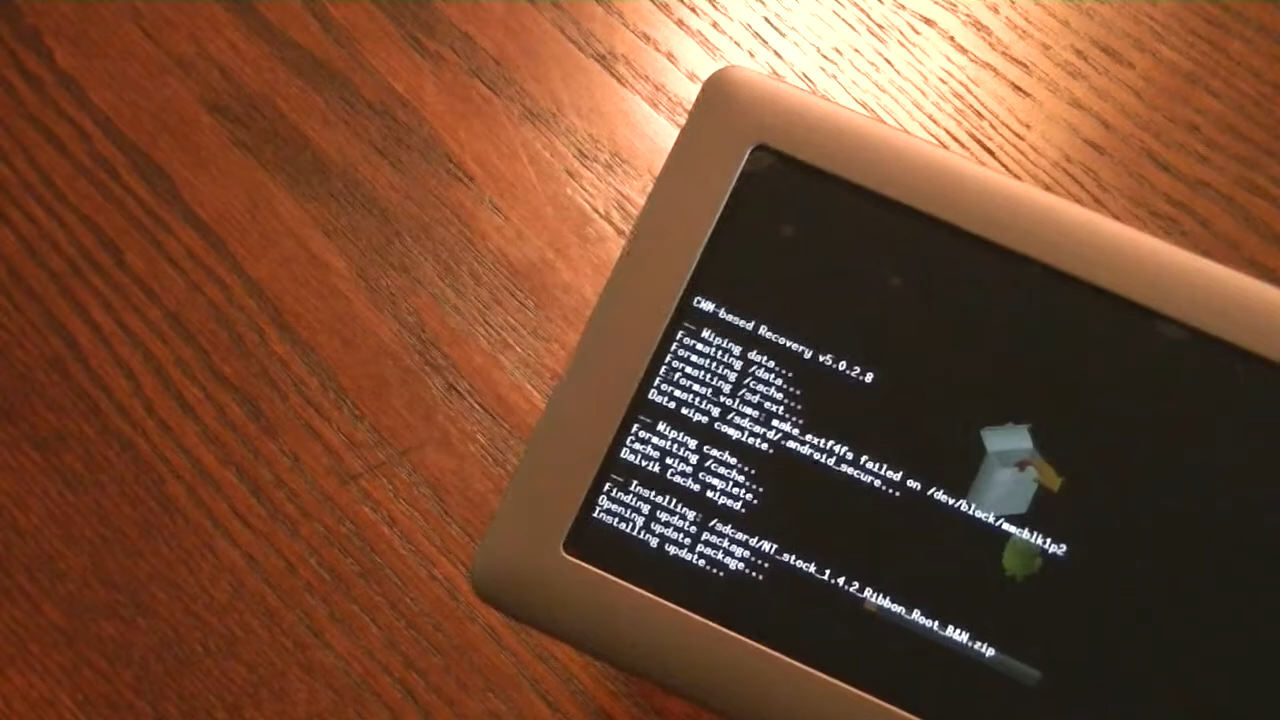 CWM-based Recovery v5.0.2.8
-- Wiping data...
Formatting /data...
Formatting /cache...
Formatting /sd-ext...
E:format_volume: make_extf4fs failed on /dev/block/mmcblk1p2
Formatting /sdcard/.android_secure...
Data wipe complete.
-- Wiping cache...
Formatting /cache...
Cache wipe complete.
Dalvik Cache wiped.
-- Installing: /sdcard/NT_stock_1.4.2_Ribbon_Root_B&N.zip
Finding update package...
Opening update package...
Installing update...